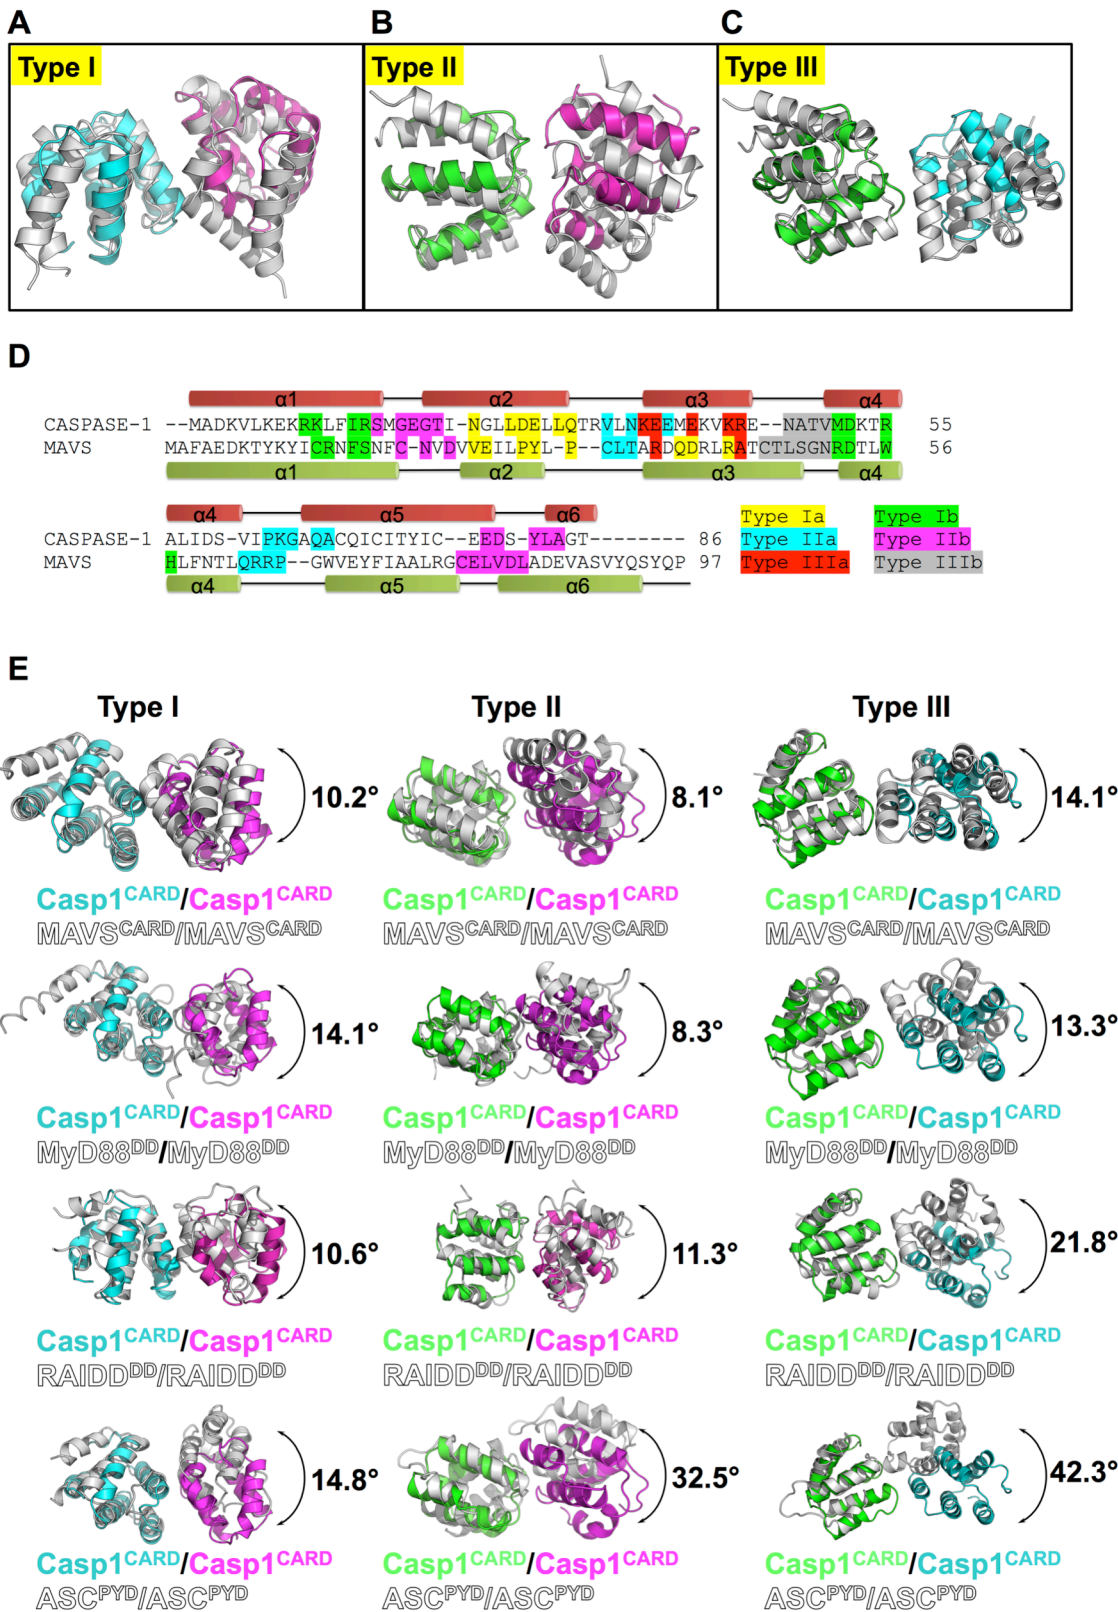 A
B
C
Type I
Type II
Type III
D
α1
α2
α3
α4
CASPASE-1 --MADKVLKEKRKLFIRSMGEGTI-NGLLDELLQTRVLNKEEMEKVKRE--NATVMDKTR 55
MAVS MAFAEDKTYKYICRNFSNFC-NVDVVEILPYL-P--CLTARDQDRLRATCTLSGNRDTLW 56
α1
α2
α3
α4
α4
α5
α6
CASPASE-1 ALIDS-VIPKGAQACQICITYIC--EEDS-YLAGT-------- 86
MAVS HLFNTLQRRP--GWVEYFIAALRGCELVDLADEVASVYQSYQP 97
α4
α5
α6
Type Ia
Type Ib
Type IIa
Type IIb
Type IIIa
Type IIIb
E
Type I
Type II
Type III
10.2°
8.1°
14.1°
Casp1CARD/Casp1CARD
MAVSCARD/MAVSCARD
Casp1CARD/Casp1CARD
MAVSCARD/MAVSCARD
Casp1CARD/Casp1CARD
MAVSCARD/MAVSCARD
14.1°
8.3°
13.3°
Casp1CARD/Casp1CARD
MyD88DD/MyD88DD
Casp1CARD/Casp1CARD
MyD88DD/MyD88DD
Casp1CARD/Casp1CARD
MyD88DD/MyD88DD
10.6°
11.3°
21.8°
Casp1CARD/Casp1CARD
RAIDDDD/RAIDDDD
Casp1CARD/Casp1CARD
RAIDDDD/RAIDDDD
Casp1CARD/Casp1CARD
RAIDDDD/RAIDDDD
14.8°
32.5°
42.3°
Casp1CARD/Casp1CARD
ASCPYD/ASCPYD
Casp1CARD/Casp1CARD
ASCPYD/ASCPYD
Casp1CARD/Casp1CARD
ASCPYD/ASCPYD